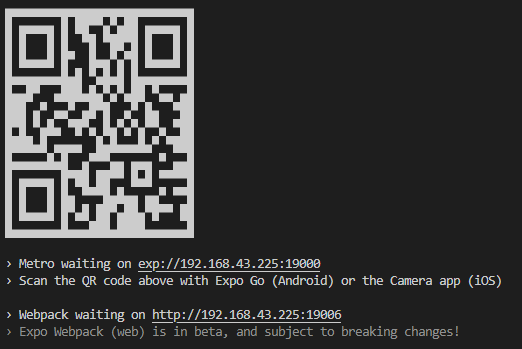 › Metro waiting on exp://192.168.43.225:19000
› Scan the QR code above with Expo Go (Android) or the Camera app (iOS)
› Webpack waiting on http://192.168.43.225:19006
› Expo Webpack (web) is in beta, and subject to breaking changes!